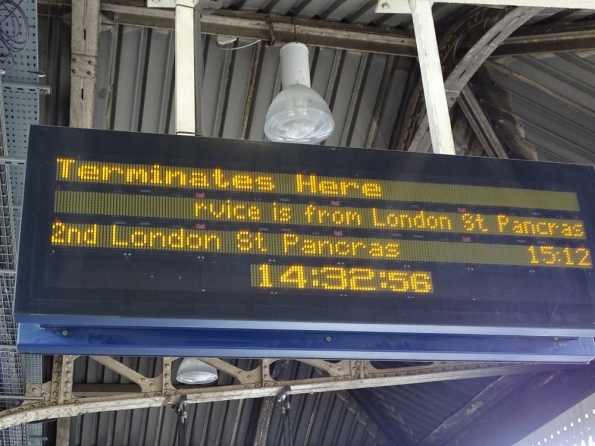 Terminates Here
rvice is from London St Pancras
2nd London St Pancras 15:12
14:32:56